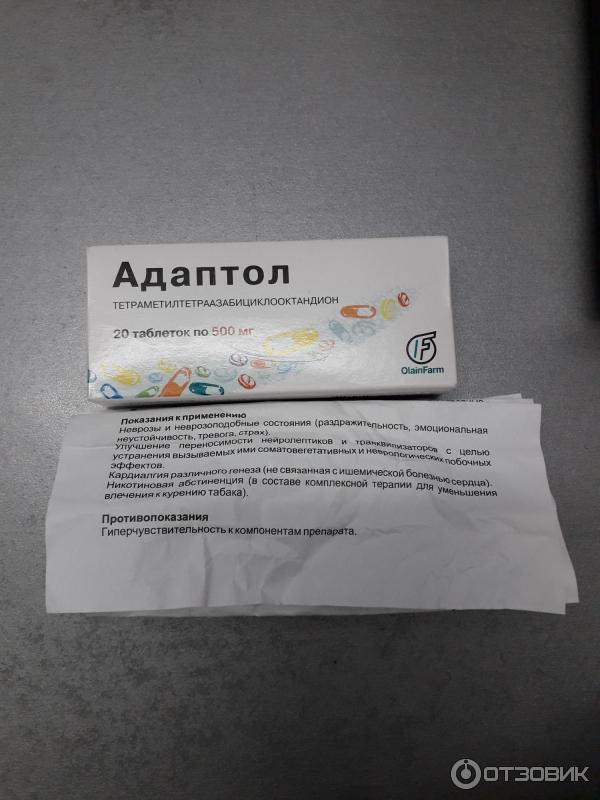 Адаптол
ТЕТРАМЕТИЛТЕТРААЗАБИЦИКЛООКТАНДИОН
20 таблеток по 500 мг
OlainFarm
Показания к применению
Неврозы и неврозоподобные состояния (раздражительность, эмоциональная
неустойчивость, тревога, страх).
Улучшение переносимости нейролептиков и транквилизаторов с целью
устранения вызываемых ими соматовегетативных и неврологических побочных
эффектов.
Кардиалгия различного генеза (не связанная с ишемической болезнью сердца).
Никотиновая абстиненция (в составе комплексной терапии для уменьшения
влечения к курению табака).
Противопоказания
Гиперчувствительность к компонентам препарата.
ОТЗОВИК